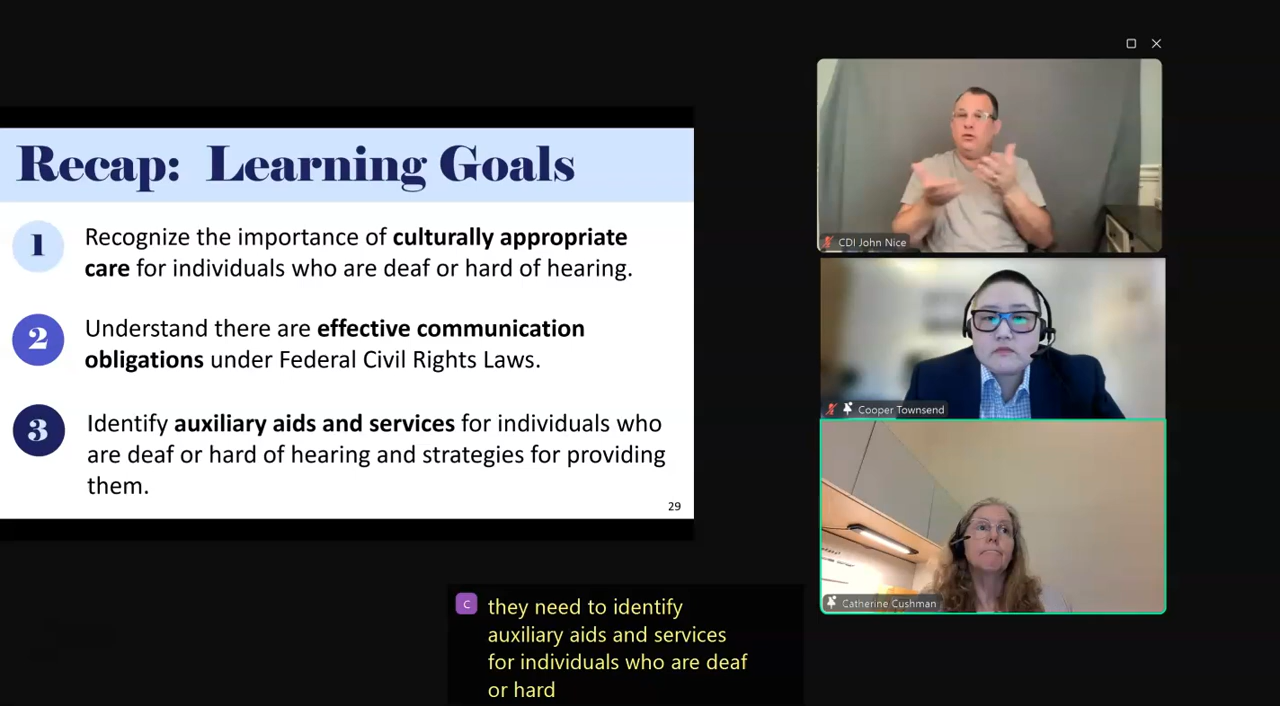 Recap: Learning Goals
1
Recognize the importance of culturally appropriate
care for individuals who are deaf or hard of hearing.
2
Understand there are effective communication
obligations under Federal Civil Rights Laws.
3
Identify auxiliary aids and services for individuals who
are deaf or hard of hearing and strategies for providing
them.
29
CDI John Nice
Cooper Townsend
Catherine Cushman
C
they need to identify
auxiliary aids and services
for individuals who are deaf
or hard